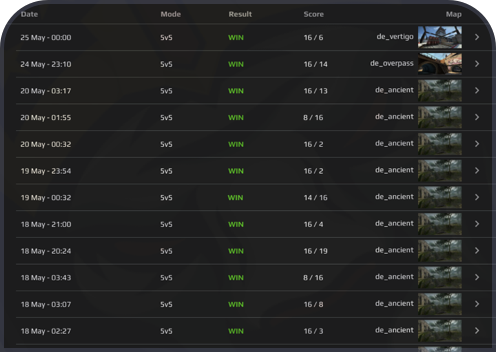 Date Mode Result Score Map
25 May - 00:00 5v5 WIN 16 / 6 de_vertigo
24 May - 23:10 5v5 WIN 16 / 14 de_overpass
20 May - 03:17 5v5 WIN 16 / 13 de_ancient
20 May - 01:55 5v5 WIN 8 / 16 de_ancient
20 May - 00:32 5v5 WIN 16 / 2 de_ancient
19 May - 23:54 5v5 WIN 16 / 2 de_ancient
19 May - 00:32 5v5 WIN 14 / 16 de_ancient
18 May - 21:00 5v5 WIN 16 / 4 de_ancient
18 May - 20:24 5v5 WIN 16 / 19 de_ancient
18 May - 03:43 5v5 WIN 8 / 16 de_ancient
18 May - 03:07 5v5 WIN 16 / 8 de_ancient
18 May - 02:27 5v5 WIN 16 / 3 de_ancient